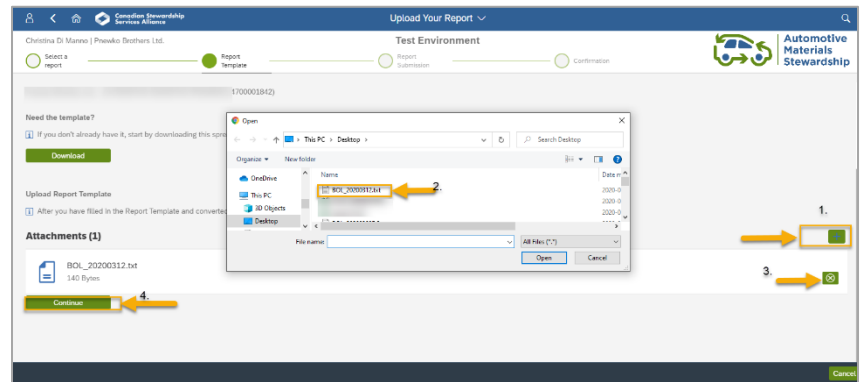 Canadian Stewardship
Services Alliance
Upload Your Report
Christina Di Manno | Pnewko Brothers Ltd.
Test Environment
Automotive
Materials
Stewardship
Select a
report
Report
Template
Report
Submission
Confirmation
1700001842)
Need the template?
If you don't already have it, start by downloading this spre
Download
Upload Report Template
After you have filled in the Report Template and converted
Attachments (1)
BOL_20200312.txt
140 Bytes
Continue
4.
Open
This PC > Desktop >
Search Desktop
Organize
New folder
OneDrive
This PC
3D Objects
Desktop
Name
Date m
BOL_20200312.txt
2.
2020-0
2020-0
2020-0
File name:
All Files (*.*)
Open
Cancel
1.
3.
Cancel